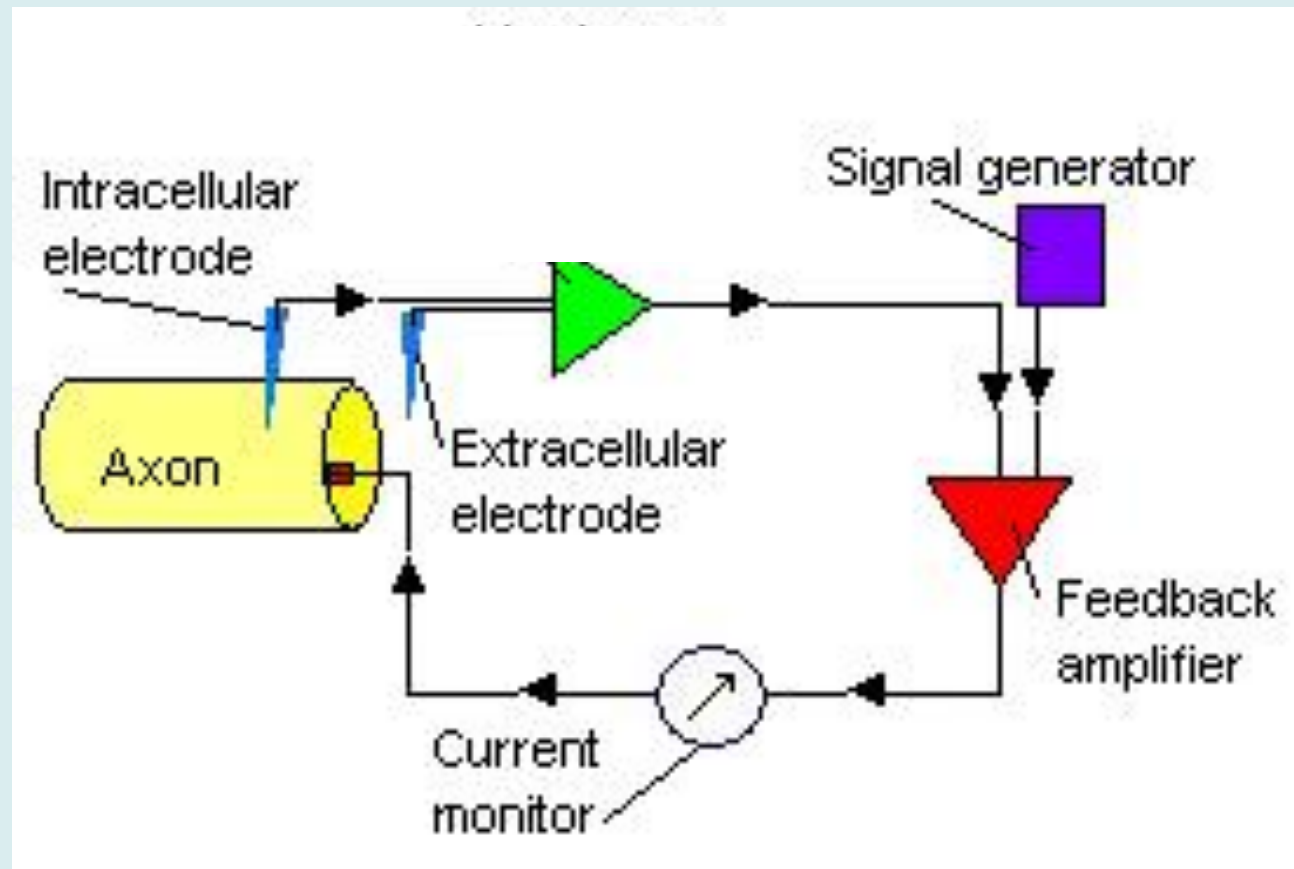 Signal generator
Intracellular
electrode
Axon
Extracellular
electrode
Feedback
amplifier
Current
monitor